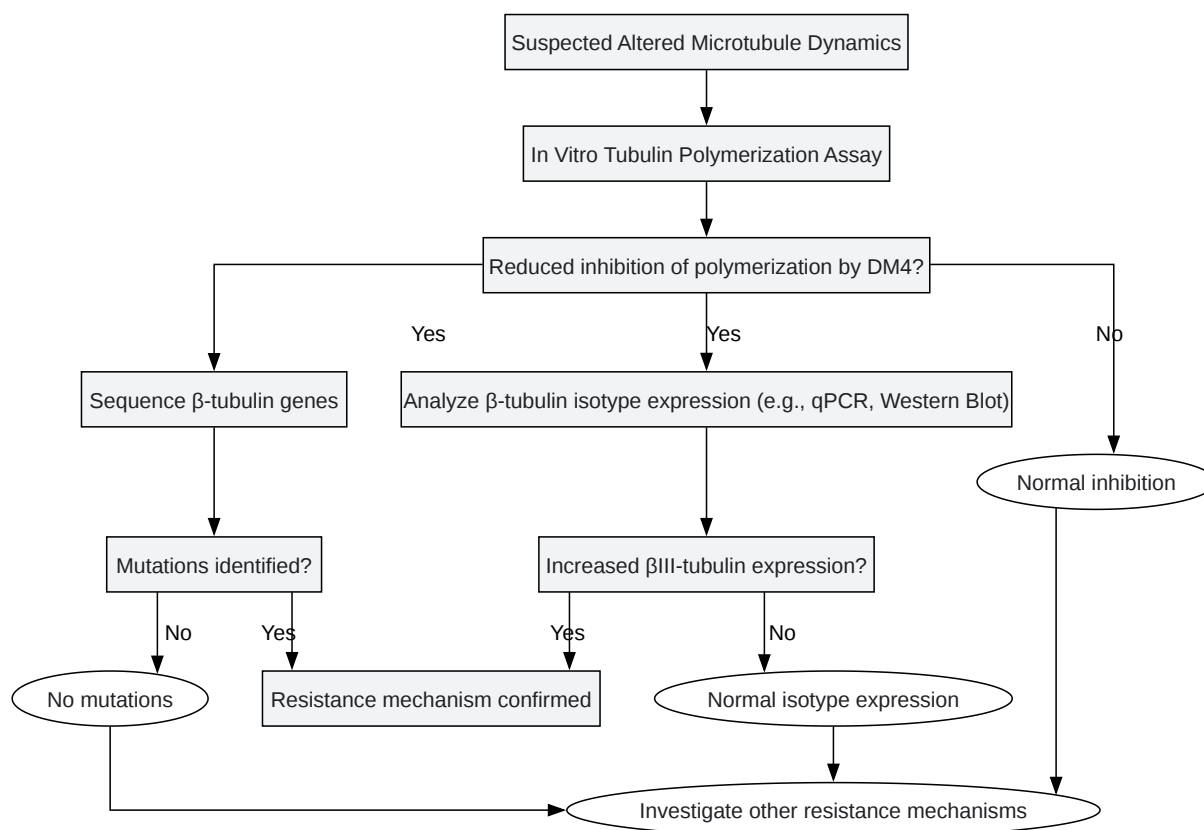 Suspected Altered Microtubule Dynamics
In Vitro Tubulin Polymerization Assay
Reduced inhibition of polymerization by DM4?
Yes
Yes
No
Sequence β-tubulin genes
Analyze β-tubulin isotype expression (e.g., qPCR, Western Blot)
Normal inhibition
Mutations identified?
Increased βIII-tubulin expression?
No
Yes
Yes
No
No mutations
Resistance mechanism confirmed
Normal isotype expression
Investigate other resistance mechanisms